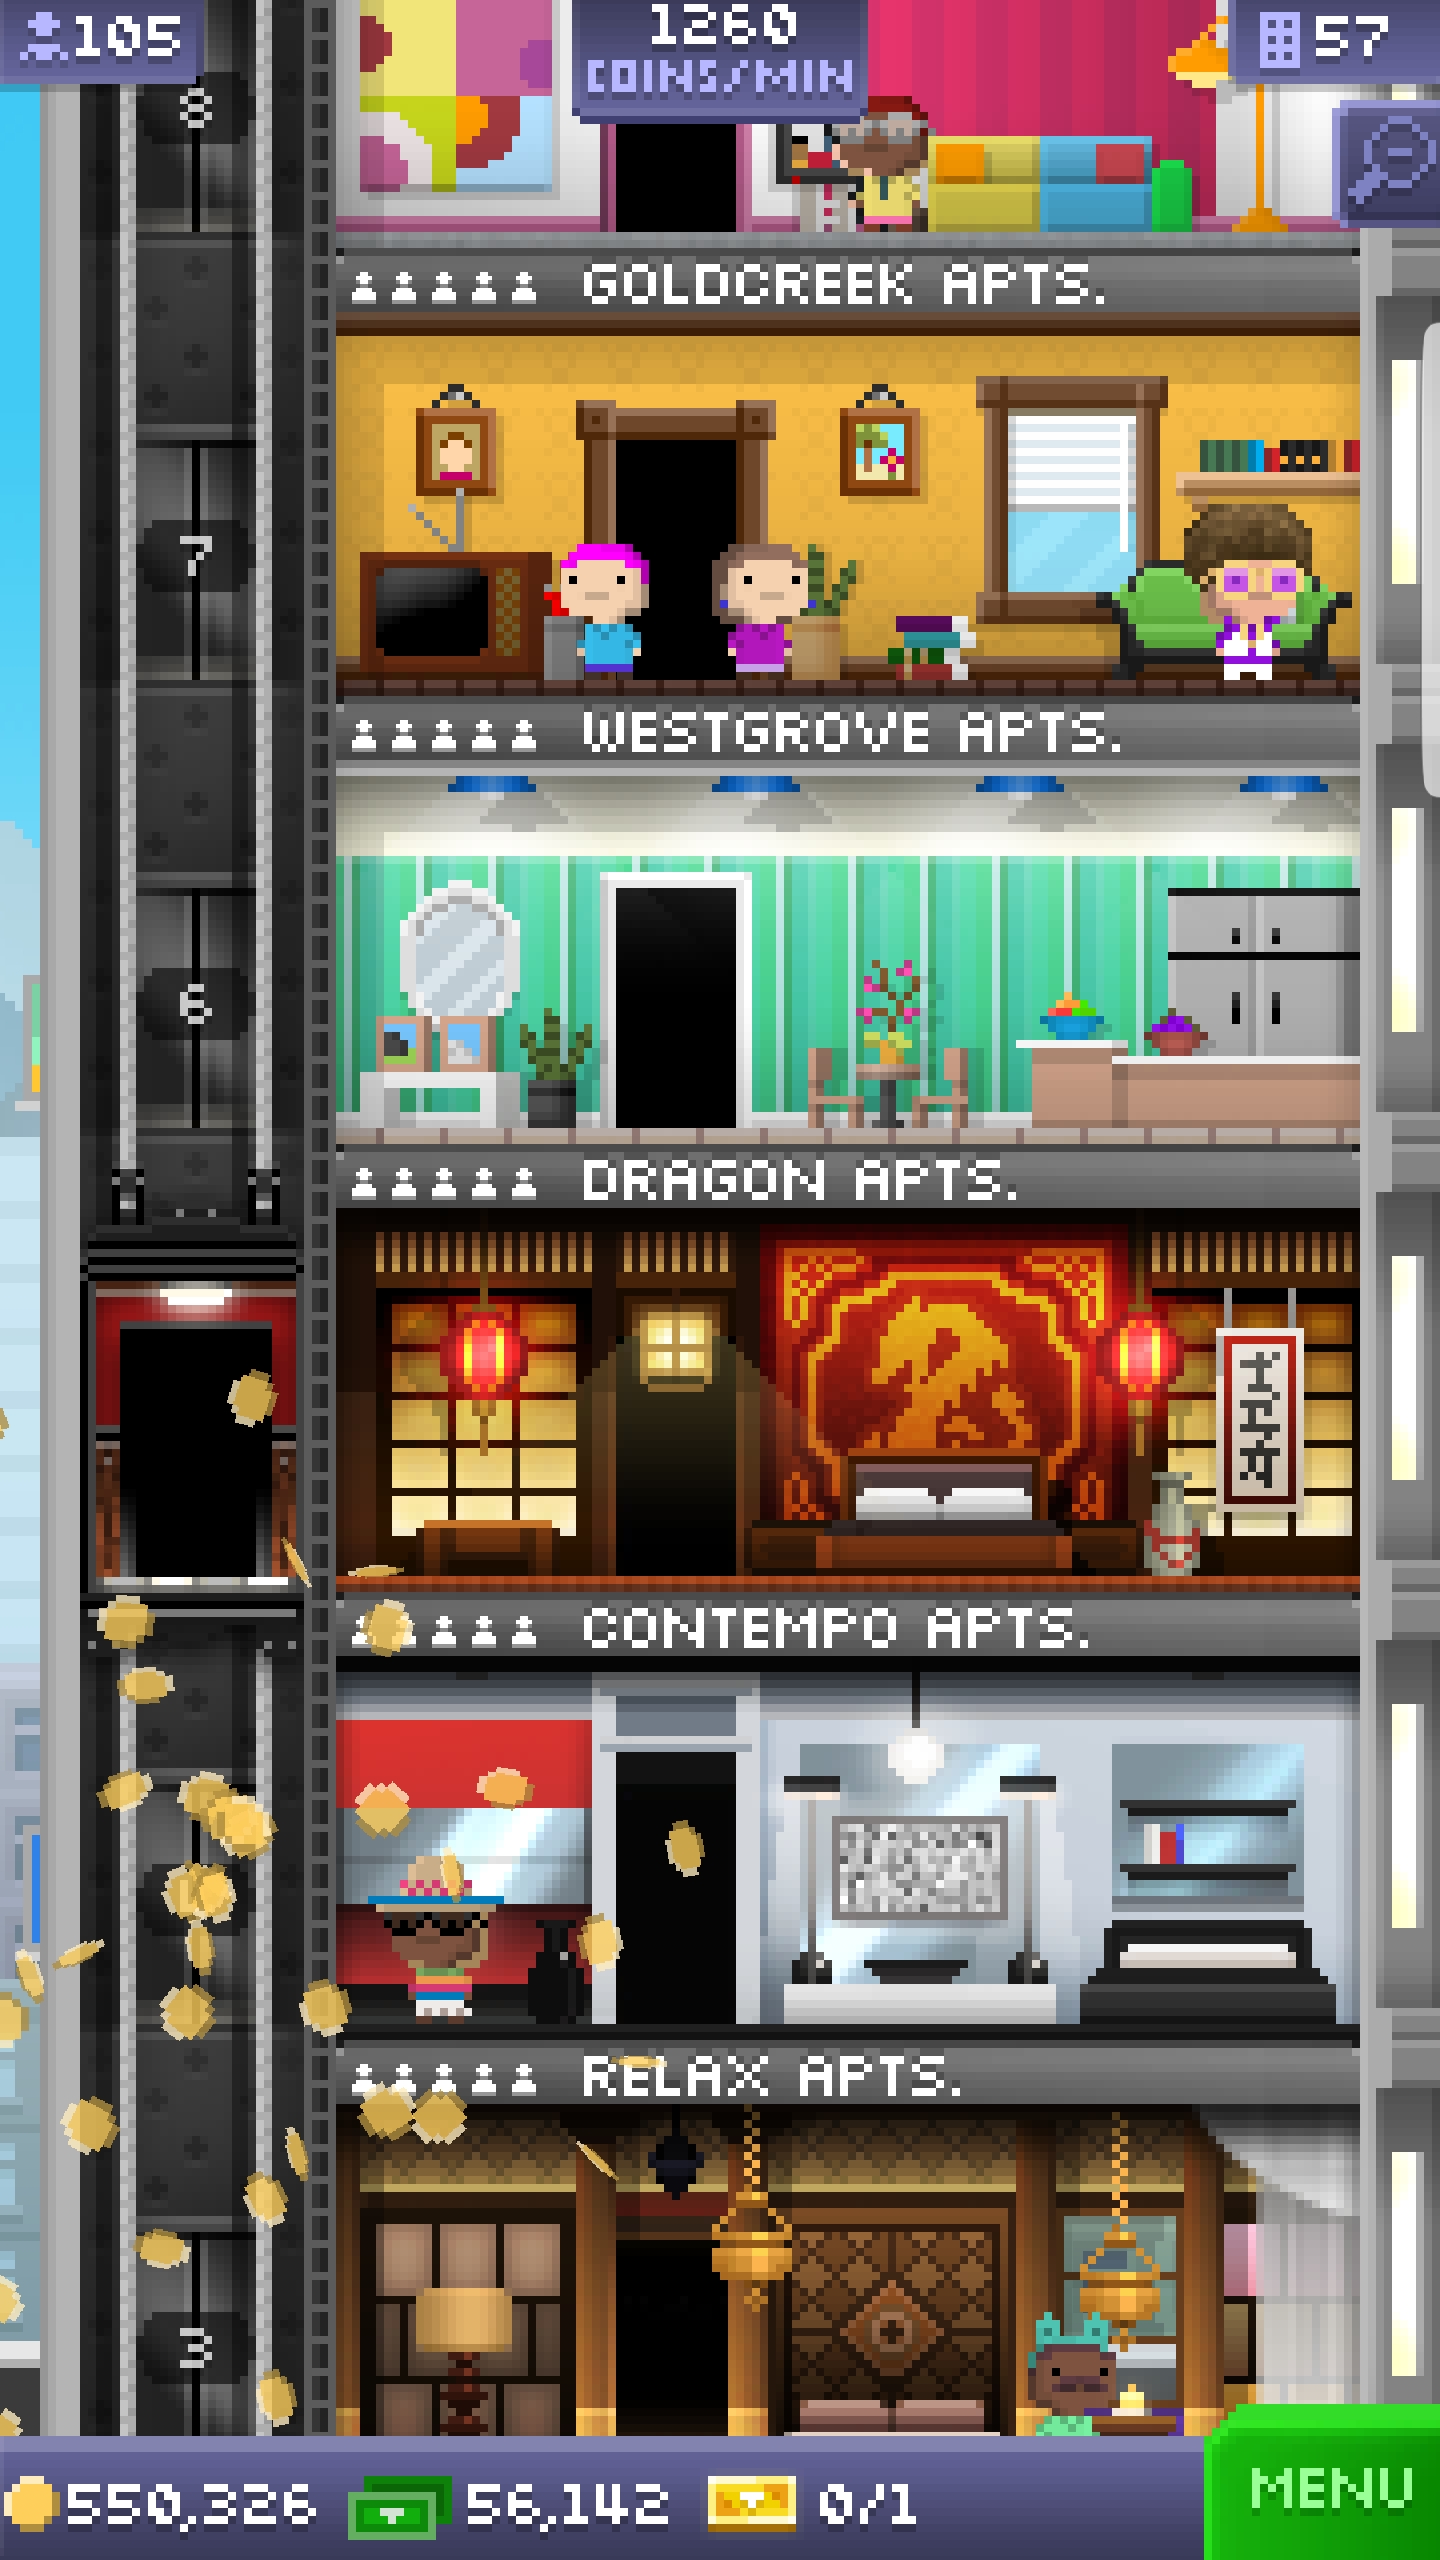 105
1260
COINS/MIN
57
8
GOLDCREEK APTS.
7
WESTGROVE APTS.
6
DRAGON APTS.
CONTEMPO APTS.
RELAX APTS.
3
550,326
56,142
0/1
MENU